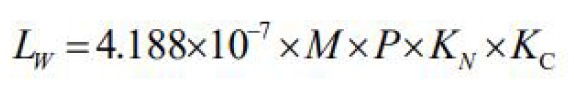 L_W = 4.188×10⁻⁷ × M × P × K_N × K_C